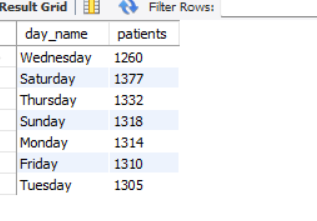 Result Grid Filter Rows:
day_name patients
Wednesday 1260
Saturday 1377
Thursday 1332
Sunday 1318
Monday 1314
Friday 1310
Tuesday 1305